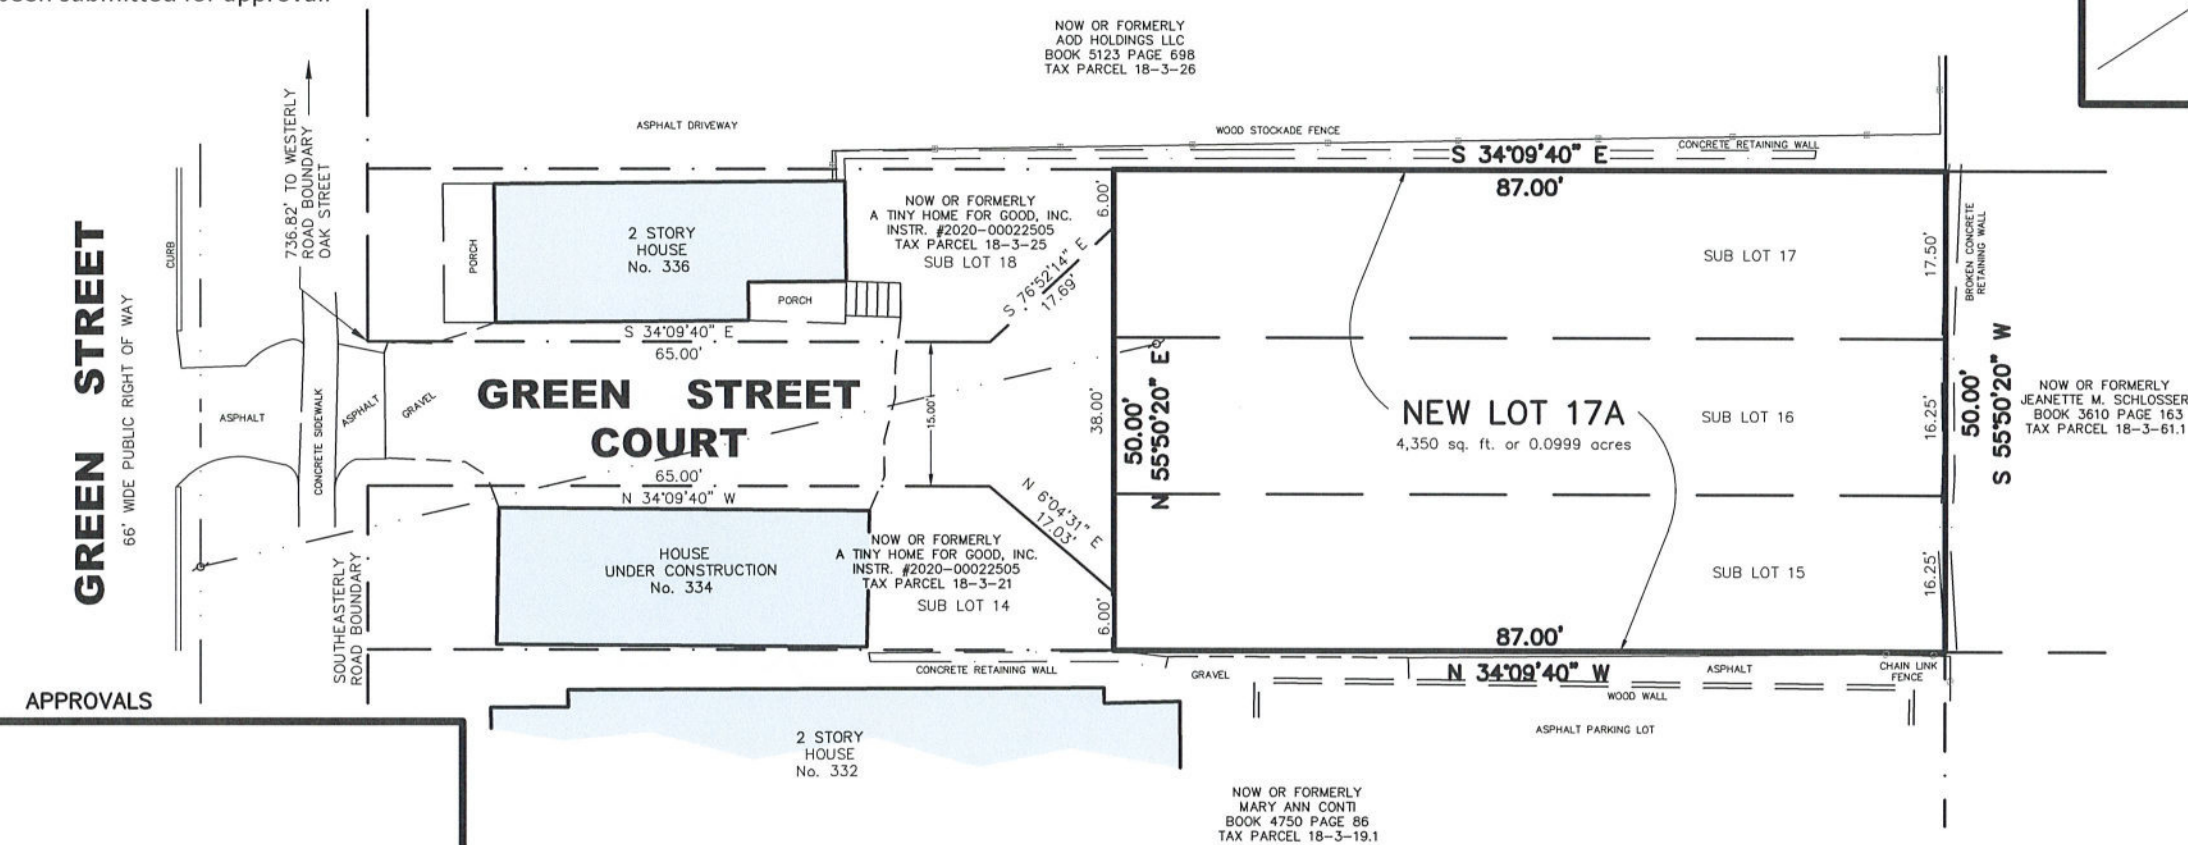 been submitted for approval.
NOW OR FORMERLY
AOD HOLDINGS LLC
BOOK 5123 PAGE 698
TAX PARCEL 18-3-26
736.82' TO WESTERLY
ROAD BOUNDARY
OAK STREET
ASPHALT DRIVEWAY
WOOD STOCKADE FENCE
CONCRETE RETAINING WALL
S 34°09'40" E
87.00'
GREEN STREET
66' WIDE PUBLIC RIGHT OF WAY
CURB
PORCH
2 STORY
HOUSE
No. 336
PORCH
NOW OR FORMERLY
A TINY HOME FOR GOOD, INC.
INSTR. #2020-00022505
TAX PARCEL 18-3-25
SUB LOT 18
6.00'
S 76°52'14" E
17.69'
SUB LOT 17
17.50'
BROKEN CONCRETE
RETAINING WALL
S 34°09'40" E
65.00'
GREEN STREET
COURT
65.00'
N 34°09'40" W
ASPHALT
CONCRETE SIDEWALK
ASPHALT
GRAVEL
15.00'
38.00'
50.00'
N 55°50'20" E
NEW LOT 17A
4,350 sq. ft. or 0.0999 acres
SUB LOT 16
16.25'
50.00'
S 55°50'20" W
NOW OR FORMERLY
JEANETTE M. SCHLOSSER
BOOK 3610 PAGE 163
TAX PARCEL 18-3-61.1
N 6°04'31" E
17.03'
SOUTHEASTERLY
ROAD BOUNDARY
HOUSE
UNDER CONSTRUCTION
No. 334
NOW OR FORMERLY
A TINY HOME FOR GOOD, INC.
INSTR. #2020-00022505
TAX PARCEL 18-3-21
SUB LOT 14
6.00'
SUB LOT 15
16.25'
87.00'
N 34°09'40" W
CONCRETE RETAINING WALL
GRAVEL
ASPHALT
CHAIN LINK
FENCE
WOOD WALL
ASPHALT PARKING LOT
APPROVALS
2 STORY
HOUSE
No. 332
NOW OR FORMERLY
MARY ANN CONTI
BOOK 4750 PAGE 86
TAX PARCEL 18-3-19.1